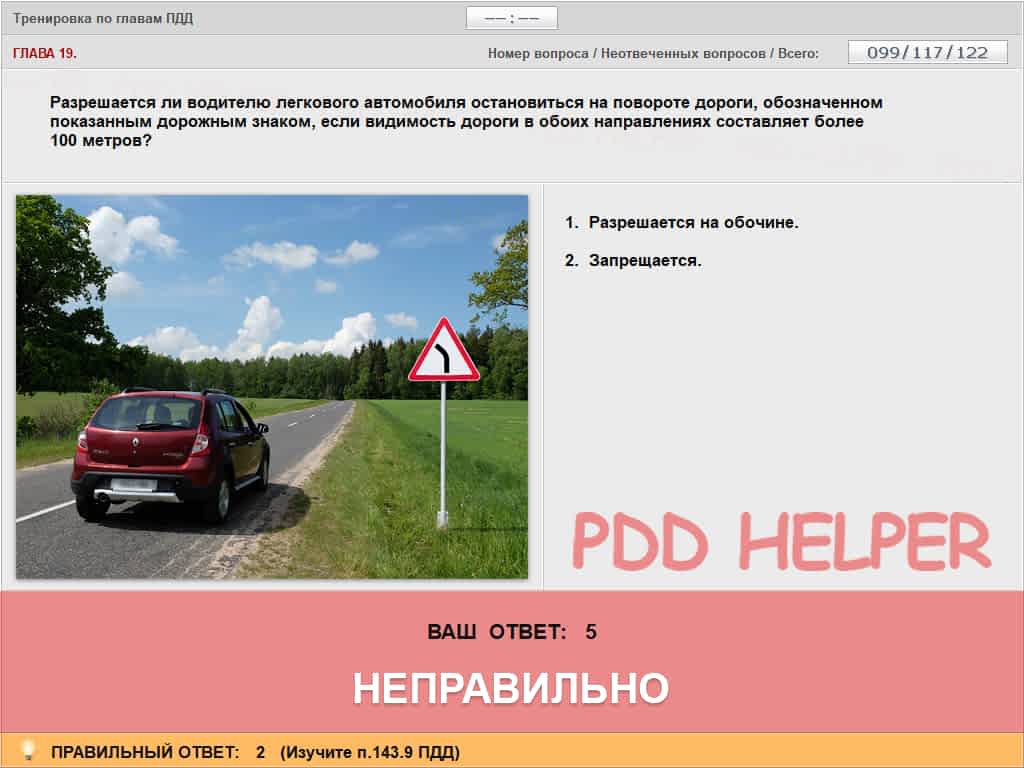 Тренировка по главам ПДД
—— : ——
ГЛАВА 19.
Номер вопроса / Неотвеченных вопросов / Всего: 099/117/122
Разрешается ли водителю легкового автомобиля остановиться на повороте дороги, обозначенном
показанным дорожным знаком, если видимость дороги в обоих направлениях составляет более
100 метров?
1. Разрешается на обочине.
2. Запрещается.
PDD HELPER
ВАШ ОТВЕТ: 5
НЕПРАВИЛЬНО
ПРАВИЛЬНЫЙ ОТВЕТ: 2 (Изучите п.143.9 ПДД)